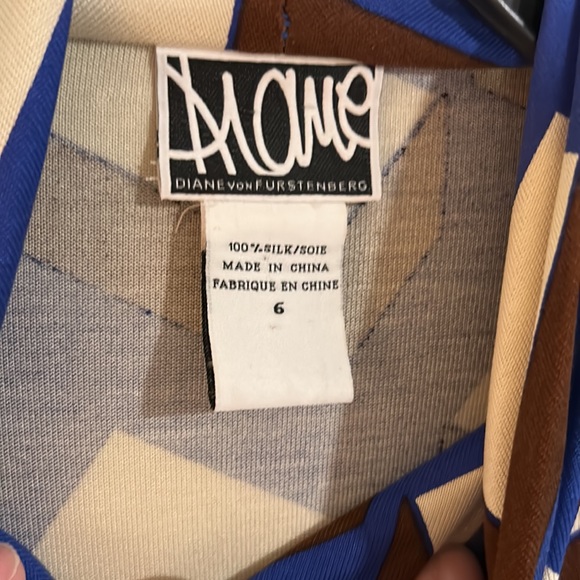 Diane
DIANE VON FURSTENBERG
100% SILK/SOIE
MADE IN CHINA
FABRIQUE EN CHINE
6